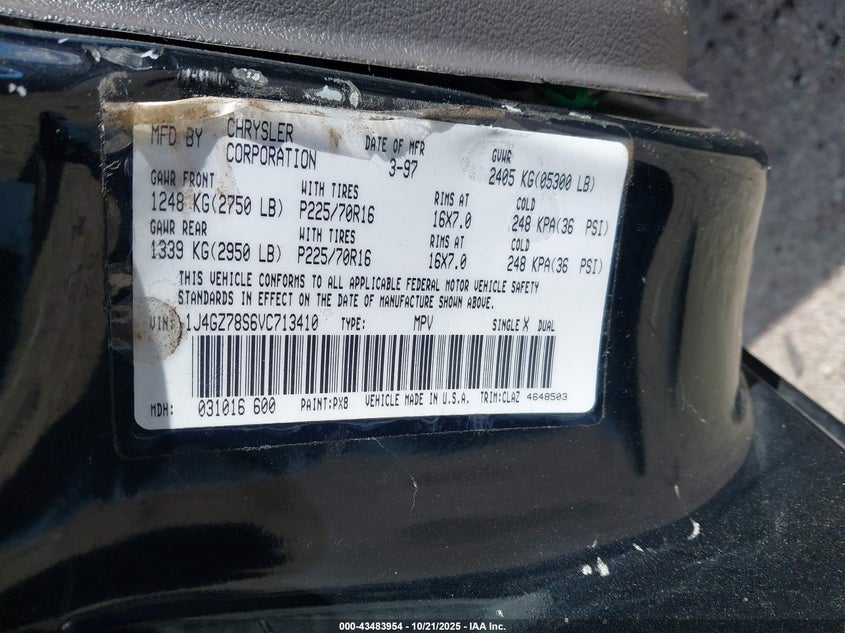 MFD BY CHRYSLER CORPORATION DATE OF MFR 3-97 GVWR 2405 KG(05300 LB)
GAWR FRONT WITH TIRES RIMS AT COLD
1248 KG(2750 LB) P225/70R16 16X7.0 248 KPA(36 PSI)
GAWR REAR WITH TIRES RIMS AT COLD
1339 KG(2950 LB) P225/70R16 16X7.0 248 KPA(36 PSI)
THIS VEHICLE CONFORMS TO ALL APPLICABLE FEDERAL MOTOR VEHICLE SAFETY
STANDARDS IN EFFECT ON THE DATE OF MANUFACTURE SHOWN ABOVE.
VIN: 1J4GZ78S6VC713410 TYPE: MPV SINGLE X DUAL
MDH: 031016 600 PAINT:PX8 VEHICLE MADE IN U.S.A. TRIM:CLAZ 4648503
000-43483954 - 10/21/2025 - IAA Inc.